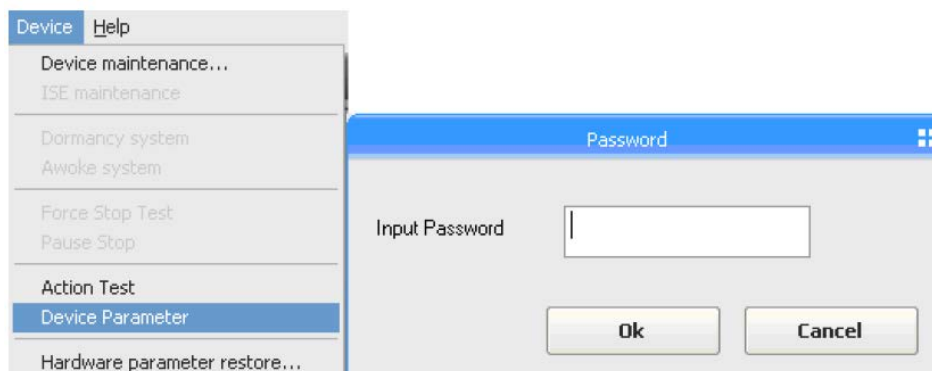 Device Help
Device maintenance...
ISE maintenance
Dormancy system
Awoke system
Force Stop Test
Pause Stop
Action Test
Device Parameter
Hardware parameter restore...
Password
Input Password
Ok Cancel